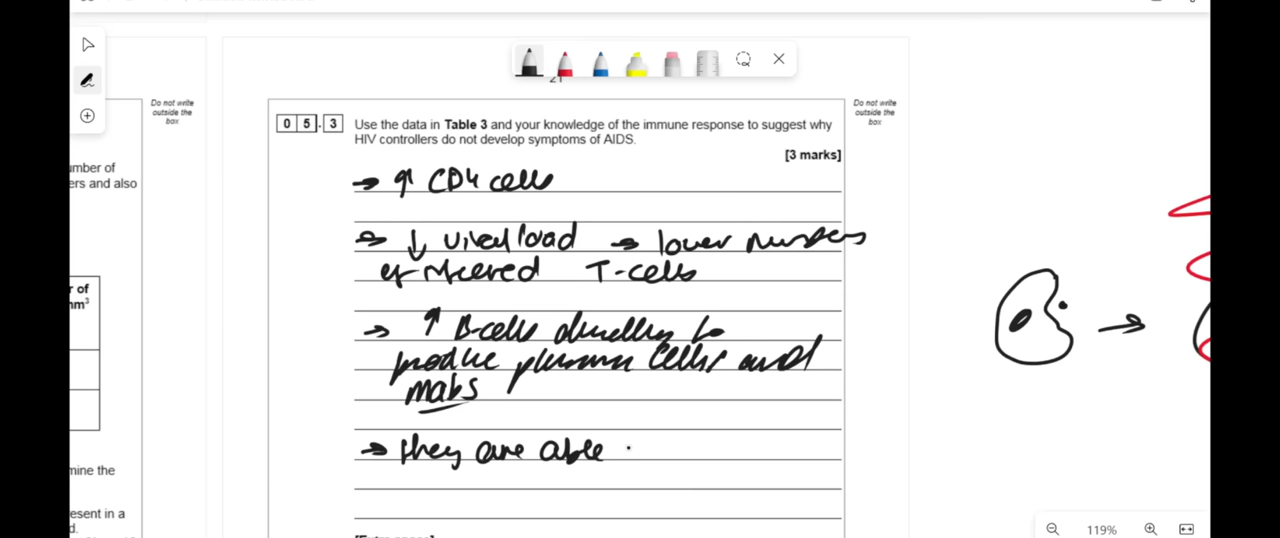 21
Do not write
outside the
box
Do not write
outside the
box
umber of
ers and also
0 5 . 3 Use the data in Table 3 and your knowledge of the immune response to suggest why
HIV controllers do not develop symptoms of AIDS.
[3 marks]
→ ↑ CD4 cells
→ ↓ viral load → lower numbers
of infected T-cells
r of
mm³
→ ↑ B-cells to
produce plasma cells and
mabs
→ they are able
mine the
esent in a
d.
119%